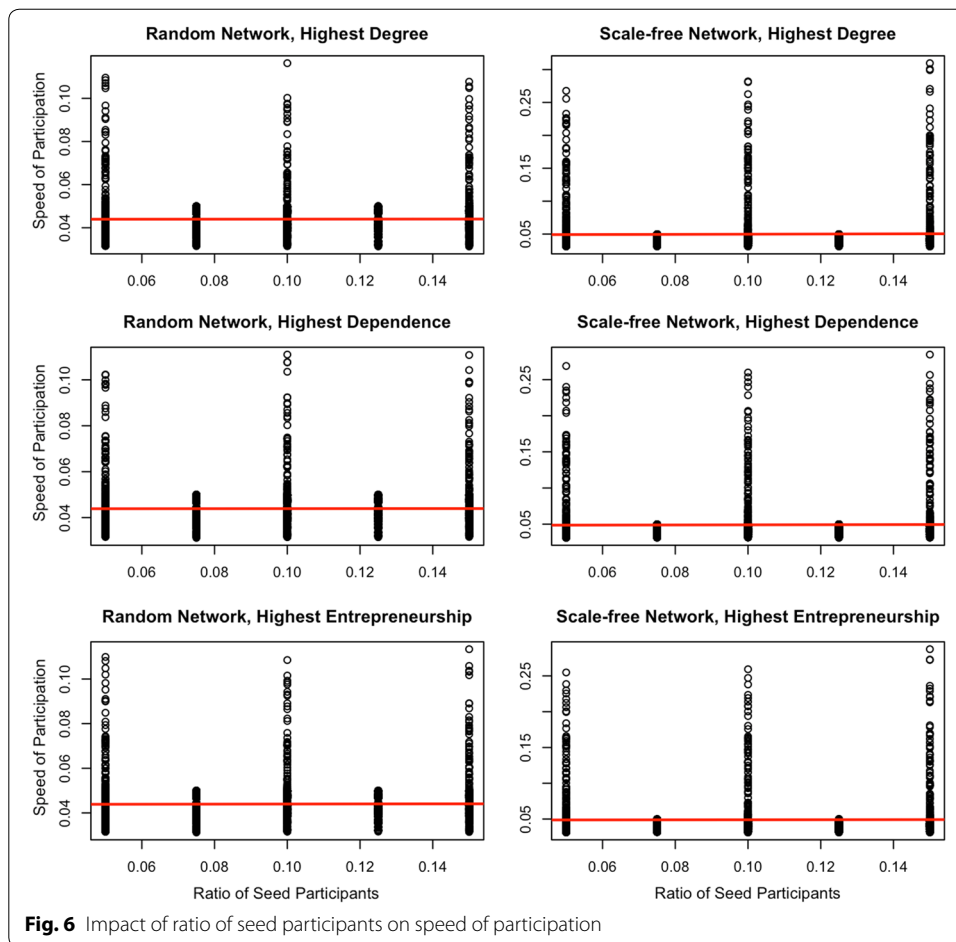 Random Network, Highest Degree
Speed of Participation
0.04 0.06 0.08 0.10
0.06 0.08 0.10 0.12 0.14
Scale-free Network, Highest Degree
0.05 0.15 0.25
0.06 0.08 0.10 0.12 0.14
Random Network, Highest Dependence
Speed of Participation
0.04 0.06 0.08 0.10
0.06 0.08 0.10 0.12 0.14
Scale-free Network, Highest Dependence
0.05 0.15 0.25
0.06 0.08 0.10 0.12 0.14
Random Network, Highest Entrepreneurship
Speed of Participation
0.04 0.06 0.08 0.10
0.06 0.08 0.10 0.12 0.14
Ratio of Seed Participants
Scale-free Network, Highest Entrepreneurship
0.05 0.15 0.25
0.06 0.08 0.10 0.12 0.14
Ratio of Seed Participants
Fig. 6 Impact of ratio of seed participants on speed of participation